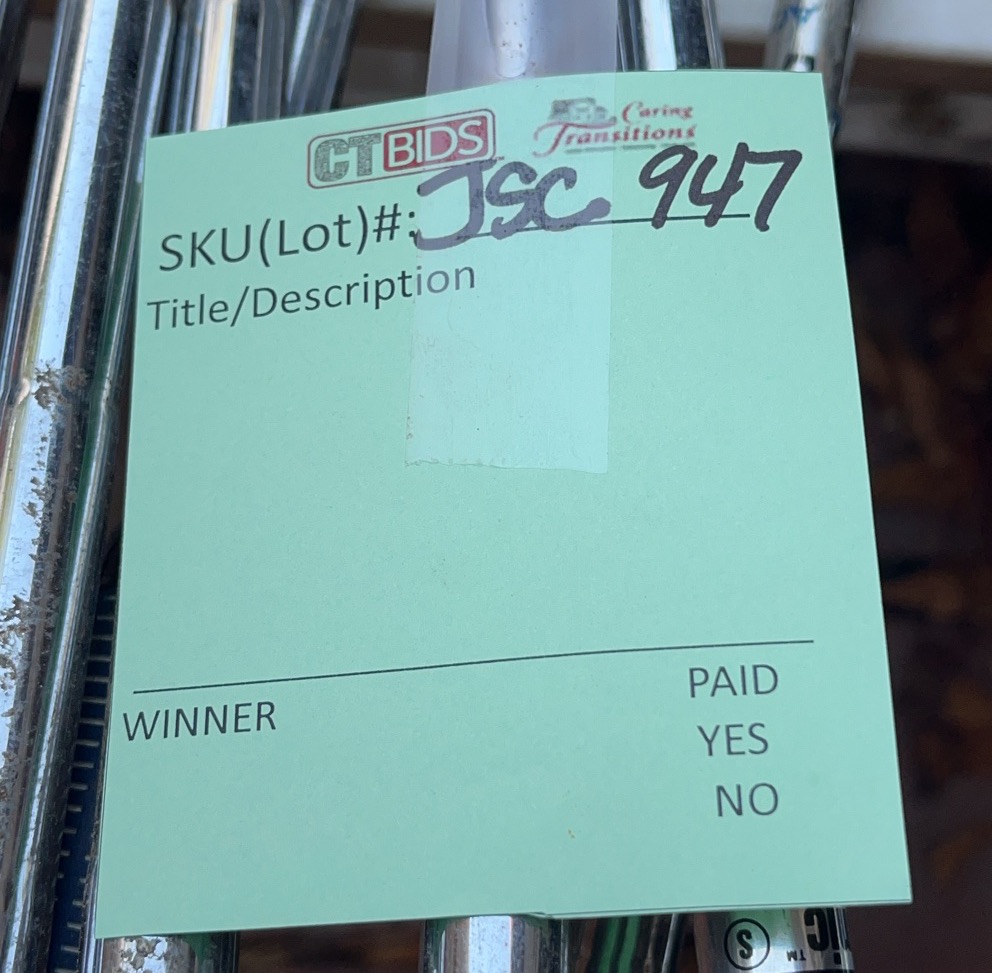 CTBIDS
Caring
Transitions
SKU(Lot)#: JSC 947
Title/Description
WINNER
PAID
YES
NO
S